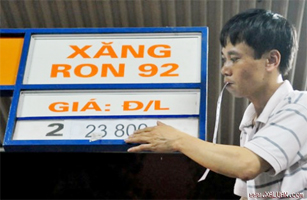 XĂNG
RON 92
GIÁ: Đ/L
2 23 800